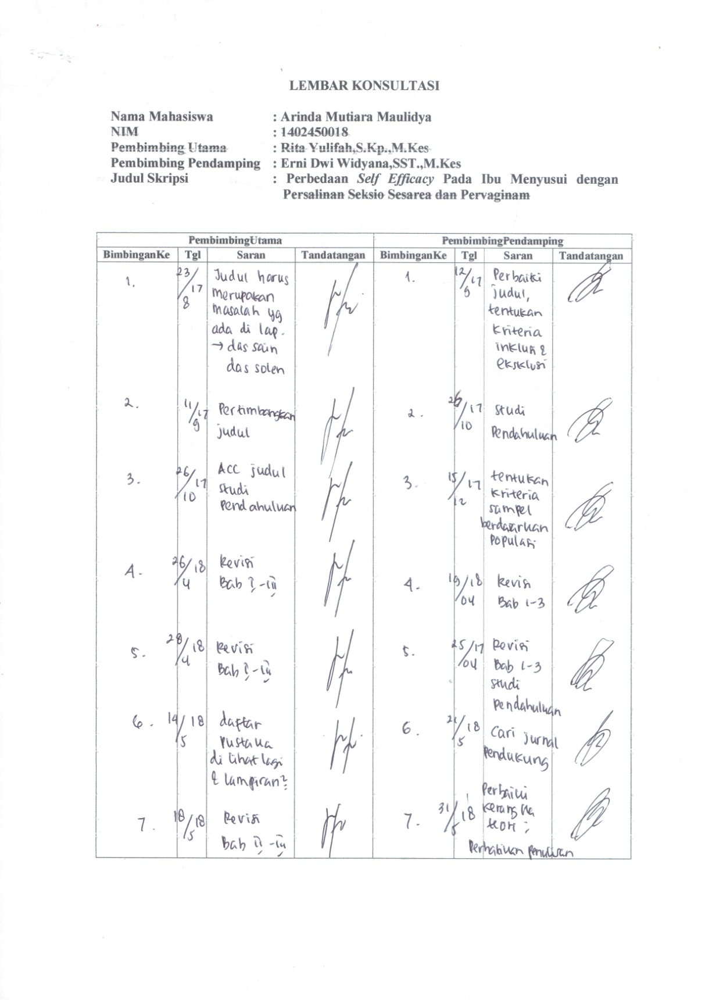 LEMBAR KONSULTASI
Nama Mahasiswa : Arinda Mutiara Maulidya
NIM : 1402450018
Pembimbing Utama : Rita Yulifah,S.Kp.,M.Kes
Pembimbing Pendamping : Erni Dwi Widyana,SST.,M.Kes
Judul Skripsi : Perbedaan Self Efficacy Pada Ibu Menyusui dengan
Persalinan Seksio Sesarea dan Pervaginam
PembimbingUtama PembimbingPendamping
BimbinganKe Tgl Saran Tandatangan BimbinganKe Tgl Saran Tandatangan
1. 23/8 17 Judul harus
merupakan
masalah yg
ada di lap.
→ das sain
das solen
1. 12/9 17 Perbaiki
judul,
tentukan
kriteria
inklusi &
eksklusi
2. 11/9 17 Pertimbangkan
judul
2. 26/10 17 studi
Pendahuluan
3. 26/10 17 ACC judul
studi
pendahuluan
3. 15/12 17 tentukan
kriteria
sampel
berdasarkan
populasi
4. 26/4 18 Revisi
Bab I-III
4. 19/04 18 Revisi
Bab 1-3
5. 28/4 18 Revisi
Bab I-III
5. 25/04 17 Revisi
Bab 1-3
studi
pendahuluan
6. 14/5 18 daftar
pustaka
di lihat lagi
& lampiran²
6. 21/5 18 Cari jurnal
Pendukung
7. 18/5 18 Revisi
Bab II-III
7. 31/5 18 Perbaiki
kerangka
teori ;
Perhatikan penulisan